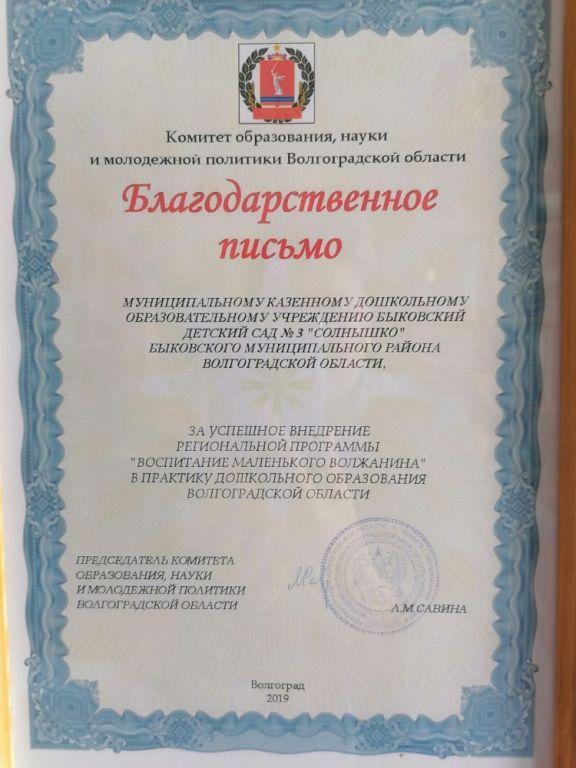 Комитет образования, науки
и молодежной политики Волгоградской области
Благодарственное
письмо
МУНИЦИПАЛЬНОМУ КАЗЕННОМУ ДОШКОЛЬНОМУ
ОБРАЗОВАТЕЛЬНОМУ УЧРЕЖДЕНИЮ БЫКОВСКИЙ
ДЕТСКИЙ САД № 3 "СОЛНЫШКО"
БЫКОВСКОГО МУНИЦИПАЛЬНОГО РАЙОНА
ВОЛГОГРАДСКОЙ ОБЛАСТИ,
ЗА УСПЕШНОЕ ВНЕДРЕНИЕ
РЕГИОНАЛЬНОЙ ПРОГРАММЫ
"ВОСПИТАНИЕ МАЛЕНЬКОГО ВОЛЖАНИНА"
В ПРАКТИКУ ДОШКОЛЬНОГО ОБРАЗОВАНИЯ
ВОЛГОГРАДСКОЙ ОБЛАСТИ
ПРЕДСЕДАТЕЛЬ КОМИТЕТА
ОБРАЗОВАНИЯ, НАУКИ
И МОЛОДЕЖНОЙ ПОЛИТИКИ
ВОЛГОГРАДСКОЙ ОБЛАСТИ
Л.М.САВИНА
Волгоград
2019